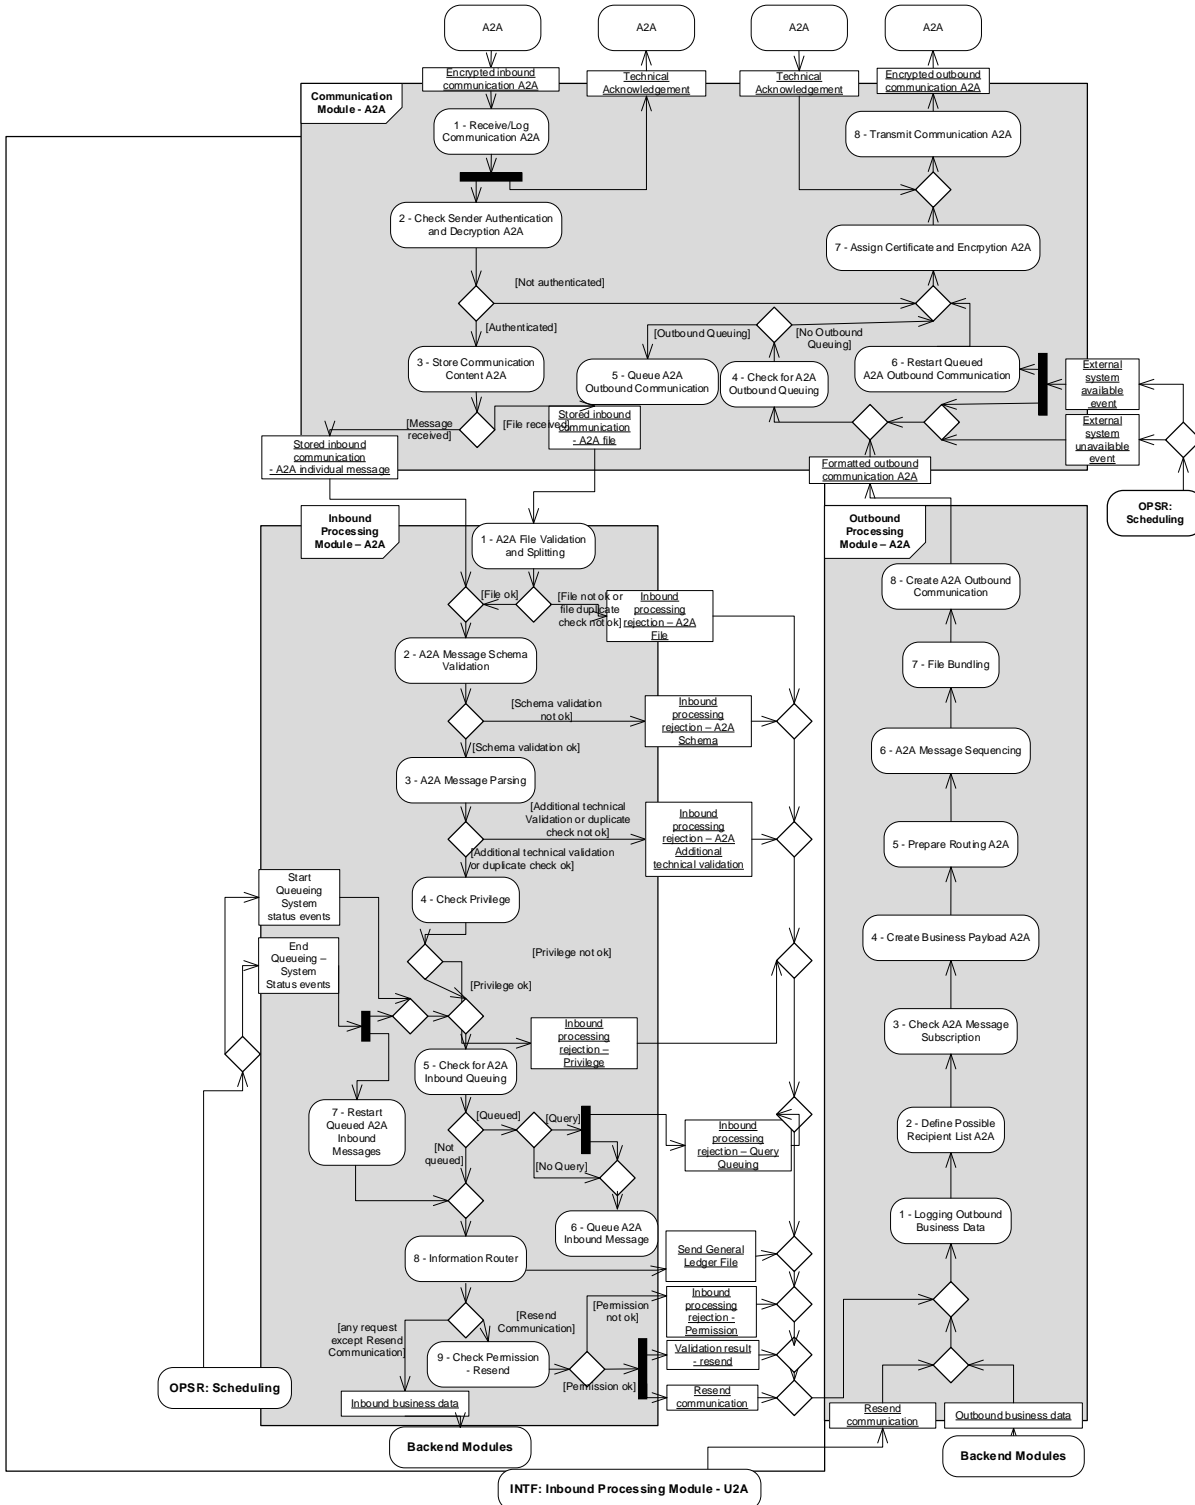 A2A
A2A
A2A
A2A
Encrypted inbound
communication A2A
Technical
Acknowledgement
Technical
Acknowledgement
Encrypted outbound
communication A2A
Communication
Module - A2A
1 - Receive/Log
Communication A2A
8 - Transmit Communication A2A
2 - Check Sender Authentication
and Decryption A2A
7 - Assign Certificate and Encrpytion A2A
[Not authenticated]
[Authenticated]
[Outbound Queuing]
[No Outbound
Queuing]
3 - Store Communication
Content A2A
5 - Queue A2A
Outbound Communication
4 - Check for A2A
Outbound Queuing
6 - Restart Queued
A2A Outbound Communication
External
system
available
event
[Message
received]
[File received]
Stored inbound
communication
- A2A file
External
system
unavailable
event
Stored inbound
communication
- A2A individual message
Formatted outbound
communication A2A
OPSR:
Scheduling
Inbound
Processing
Module – A2A
Outbound
Processing
Module – A2A
1 - A2A File Validation
and Splitting
8 - Create A2A Outbound
Communication
[File ok]
[File not ok or
file duplicate
check not ok]
Inbound
processing
rejection – A2A
File
2 - A2A Message Schema
Validation
7 - File Bundling
[Schema validation
not ok]
Inbound
processing
rejection – A2A
Schema
[Schema validation ok]
6 - A2A Message Sequencing
3 - A2A Message Parsing
[Additional technical
Validation or duplicate
check not ok]
Inbound
processing
rejection – A2A
Additional
technical validation
[Additional technical validation
or duplicate check ok]
5 - Prepare Routing A2A
Start
Queueing
System
status events
4 - Check Privilege
4 - Create Business Payload A2A
End
Queueing –
System
Status events
[Privilege not ok]
[Privilege ok]
Inbound
processing
rejection –
Privilege
3 - Check A2A Message
Subscription
5 - Check for A2A
Inbound Queuing
7 - Restart
Queued A2A
Inbound
Messages
[Queued]
[Query]
[Not
queued]
[No Query]
Inbound
processing
rejection – Query
Queuing
2 - Define Possible
Recipient List A2A
6 - Queue A2A
Inbound Message
1 - Logging Outbound
Business Data
8 - Information Router
Send General
Ledger File
[any request
except Resend
Communication]
[Resend
Communication]
[Permission
not ok]
Inbound
processing
rejection -
Permission
9 - Check Permission
- Resend
[Permission ok]
Validation result
- resend
Resend
communication
OPSR: Scheduling
Inbound business data
Resend
communication
Outbound business data
Backend Modules
Backend Modules
INTF: Inbound Processing Module - U2A